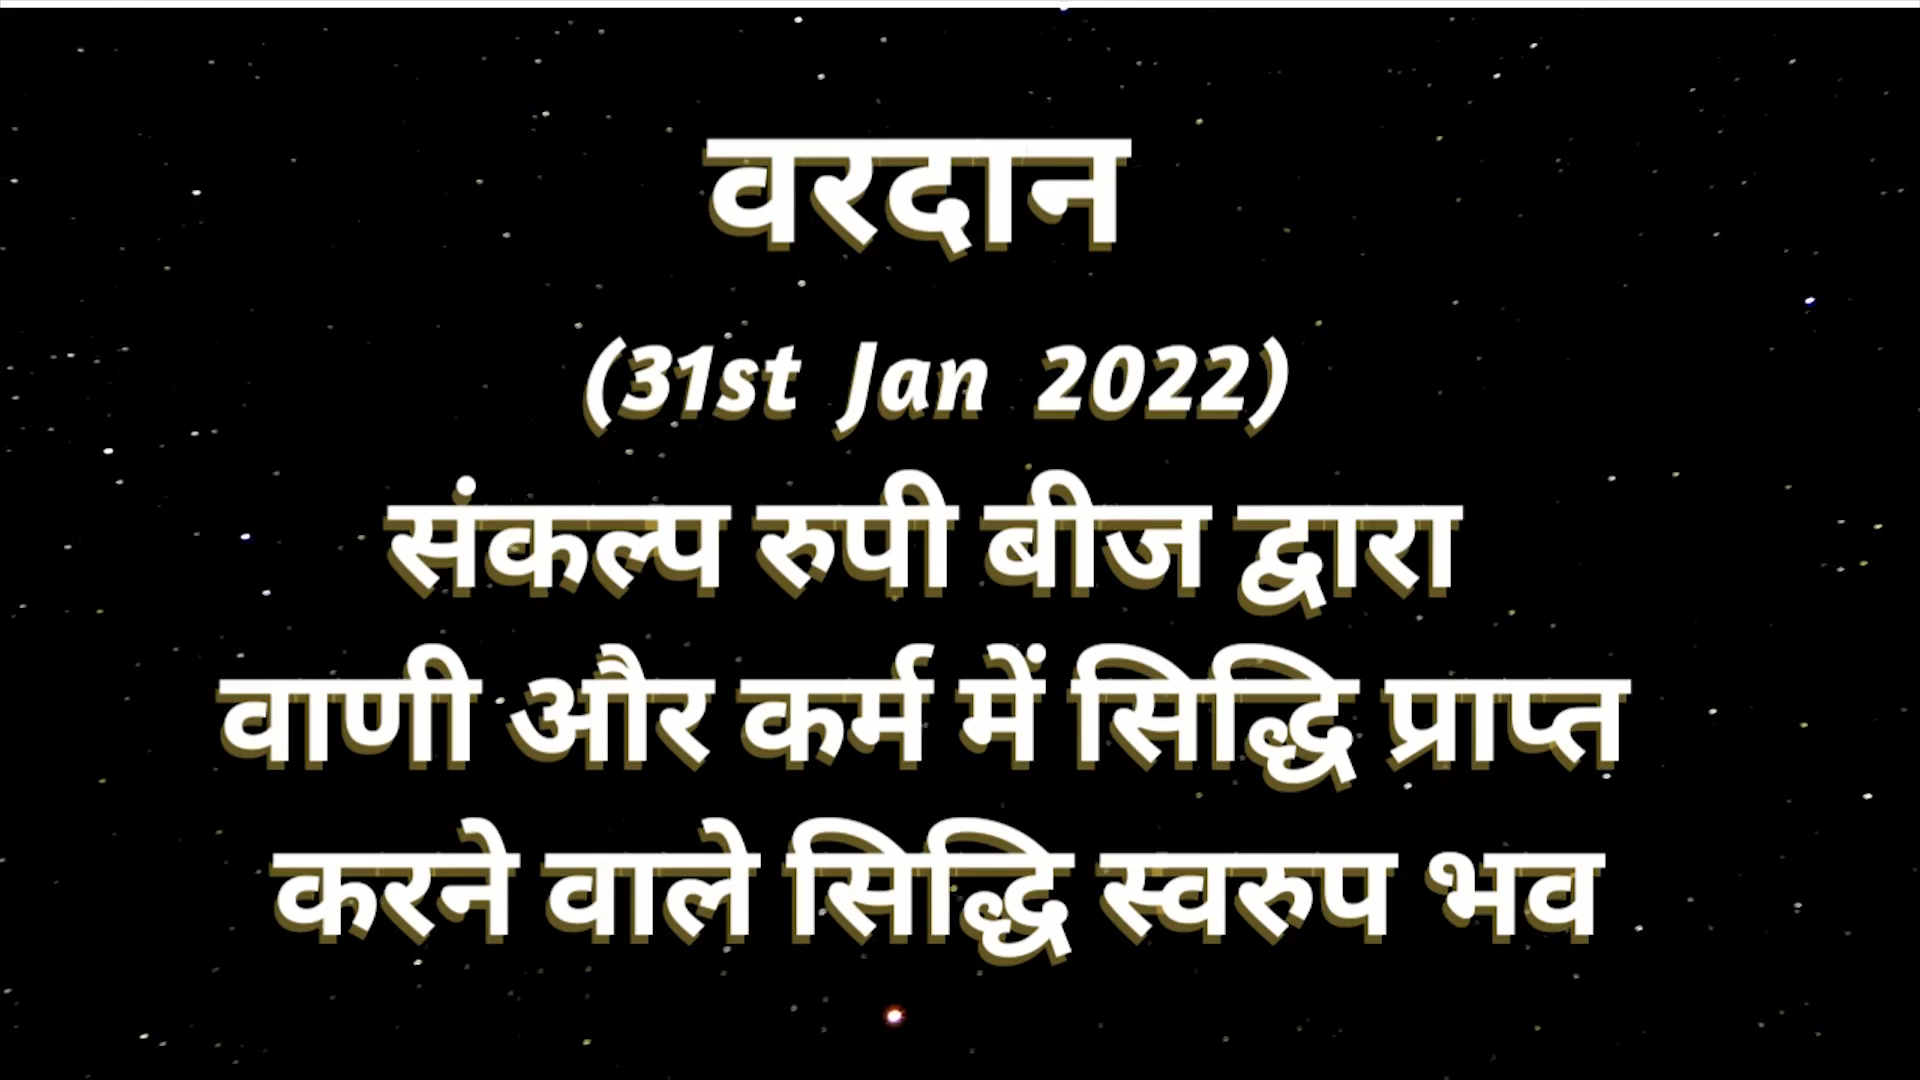 वरदान
(31st Jan 2022)
संकल्प रुपी बीज द्वारा
वाणी और कर्म में सिद्धि प्राप्त
करने वाले सिद्धि स्वरुप भव